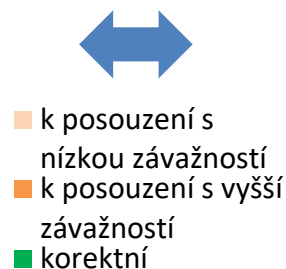 k posouzení s
nízkou závažností
k posouzení s vyšší
závažností
korektní